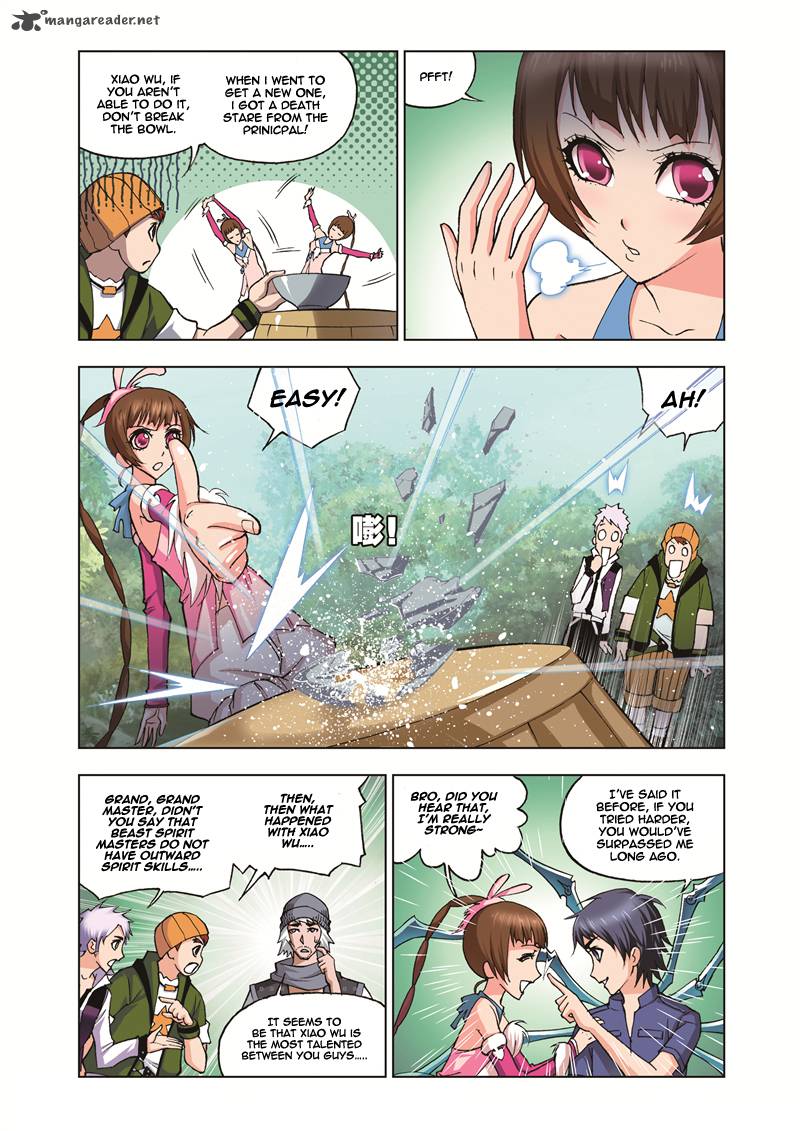 mangareader.net
XIAO WU, IF
YOU AREN'T
ABLE TO DO IT,
DON'T BREAK
THE BOWL.
WHEN I WENT TO
GET A NEW ONE,
I GOT A DEATH
STARE FROM THE
PRINICPAL!
PFFT!
EASY!
AH!
嘭!
GRAND, GRAND
MASTER, DIDN'T
YOU SAY THAT
BEAST SPIRIT
MASTERS DO NOT
HAVE OUTWARD
SPIRIT SKILLS.....
THEN,
THEN WHAT
HAPPENED
WITH XIAO
WU.....
IT SEEMS TO
BE THAT XIAO WU IS
THE MOST TALENTED
BETWEEN YOU GUYS.....
BRO, DID YOU
HEAR THAT,
I'M REALLY
STRONG~
I'VE SAID IT
BEFORE, IF YOU
TRIED HARDER,
YOU WOULD'VE
SURPASSED ME
LONG AGO.